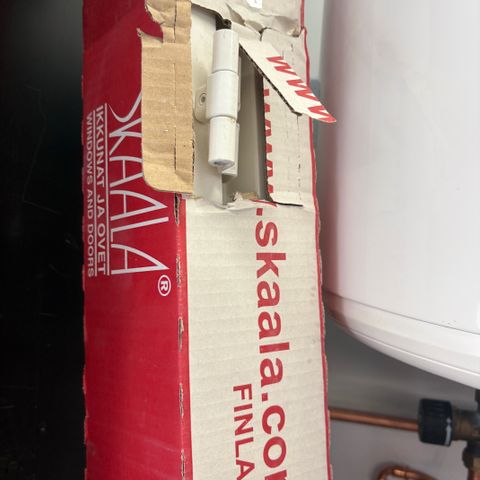 SKAALA®
IKKUNAT JA OVET
WINDOWS AND DOORS
www.skaala.com
FINLA